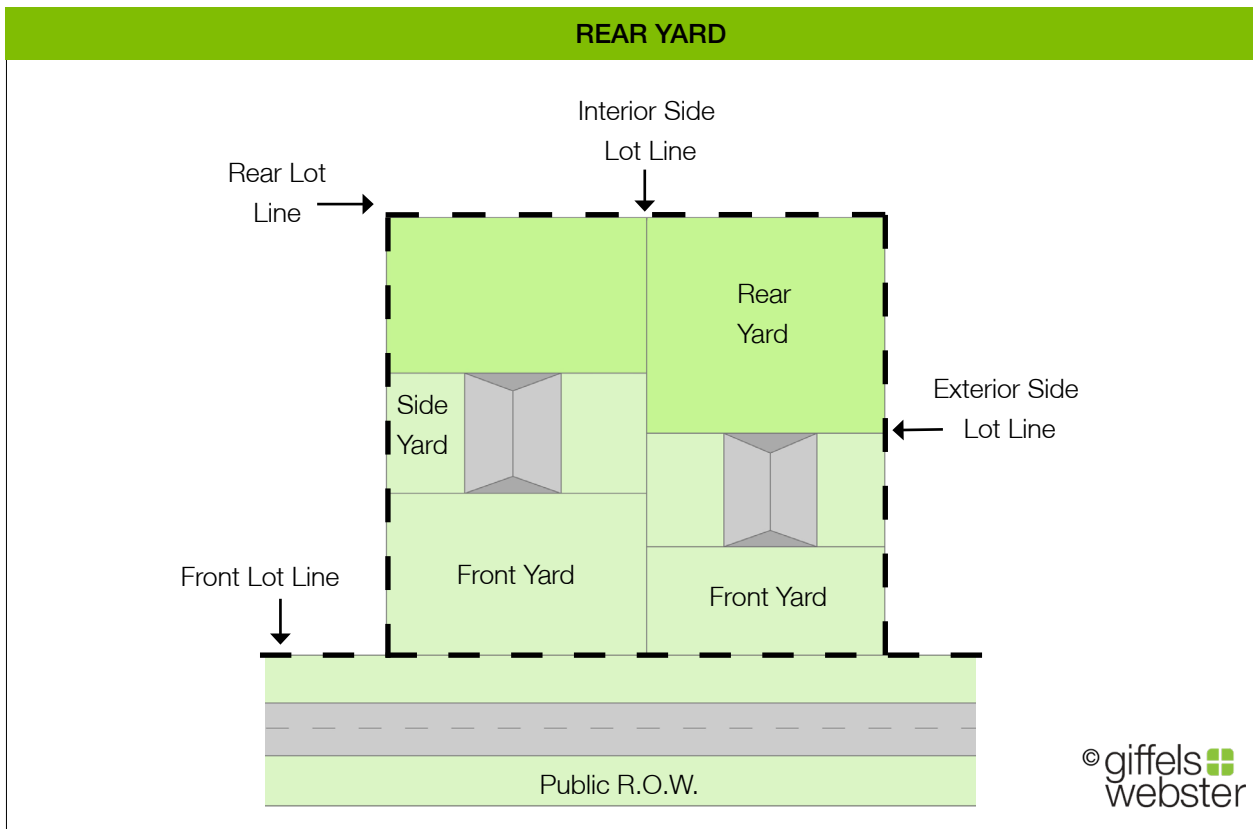 REAR YARD
Interior Side
Lot Line
Rear Lot
Line
Rear
Yard
Side
Yard
Exterior Side
Lot Line
Front Lot Line
Front Yard
Front Yard
Public R.O.W.
© giffels
webster